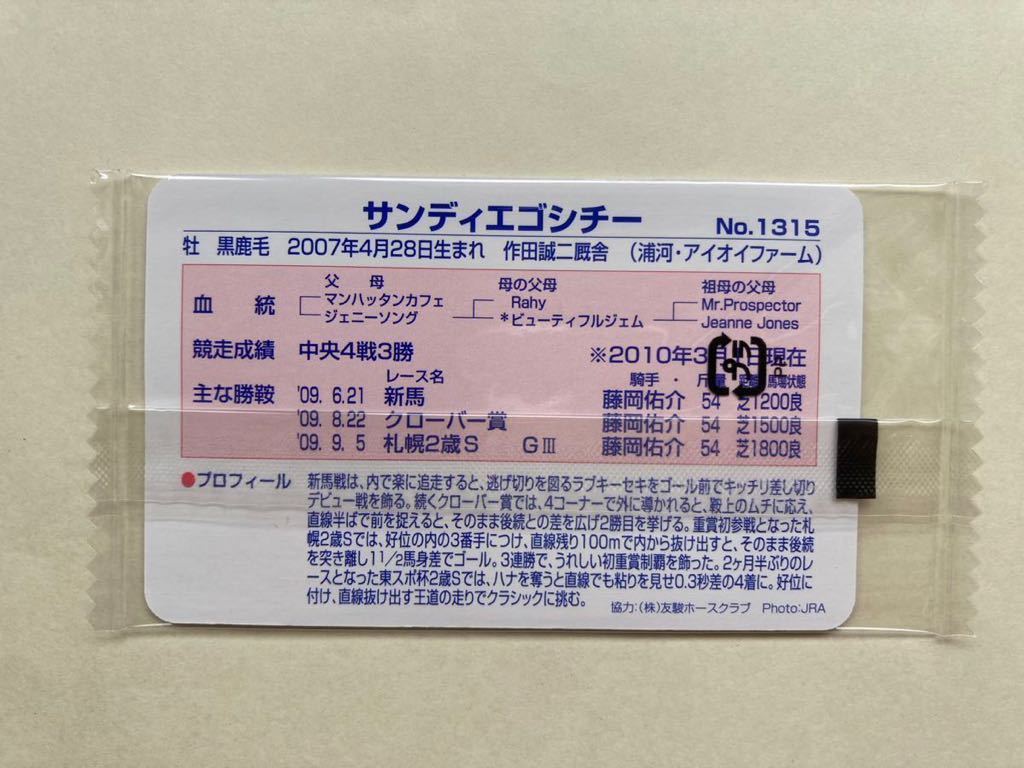 サンディエゴシチー No.1315
牡 黒鹿毛 2007年4月28日生まれ 作田誠二厩舎 (浦河・アイオイファーム)
父 母 母の父母 祖母の父母
血統 マンハッタンカフェ Rahy Mr.Prospector
ジェニーソング *ビューティフルジェム Jeanne Jones
競走成績 中央4戦3勝 ※2010年3月 日現在
レース名 騎手・斤量 馬場状態
主な勝鞍 '09. 6.21 新馬 藤岡佑介 54 芝1200良
'09. 8.22 クローバー賞 藤岡佑介 54 芝1500良
'09. 9. 5 札幌2歳S GⅢ 藤岡佑介 54 芝1800良
●プロフィール 新馬戦は、内で楽に追走すると、逃げ切りを図るラブキーセキをゴール前でキッチリ差し切り
デビュー戦を飾る。続くクローバー賞では、4コーナーで外に導かれると、鞍上のムチに応え、
直線半ばで前を捉えると、そのまま後続との差を広げ2勝目を挙げる。重賞初参戦となった札
幌2歳Sでは、好位の内の3番手につけ、直線残り100mで内から抜け出すと、そのまま後続
を突き離し11/2馬身差でゴール。3連勝で、うれしい初重賞制覇を飾った。2ヶ月半ぶりのレ
ースとなった東スポ杯2歳Sでは、ハナを奪うと直線でも粘りを見せ0.3秒差の4着に。好位に
付け、直線抜け出す王道の走りでクラシックに挑む。
協力:(株)友駿ホースクラブ Photo:JRA